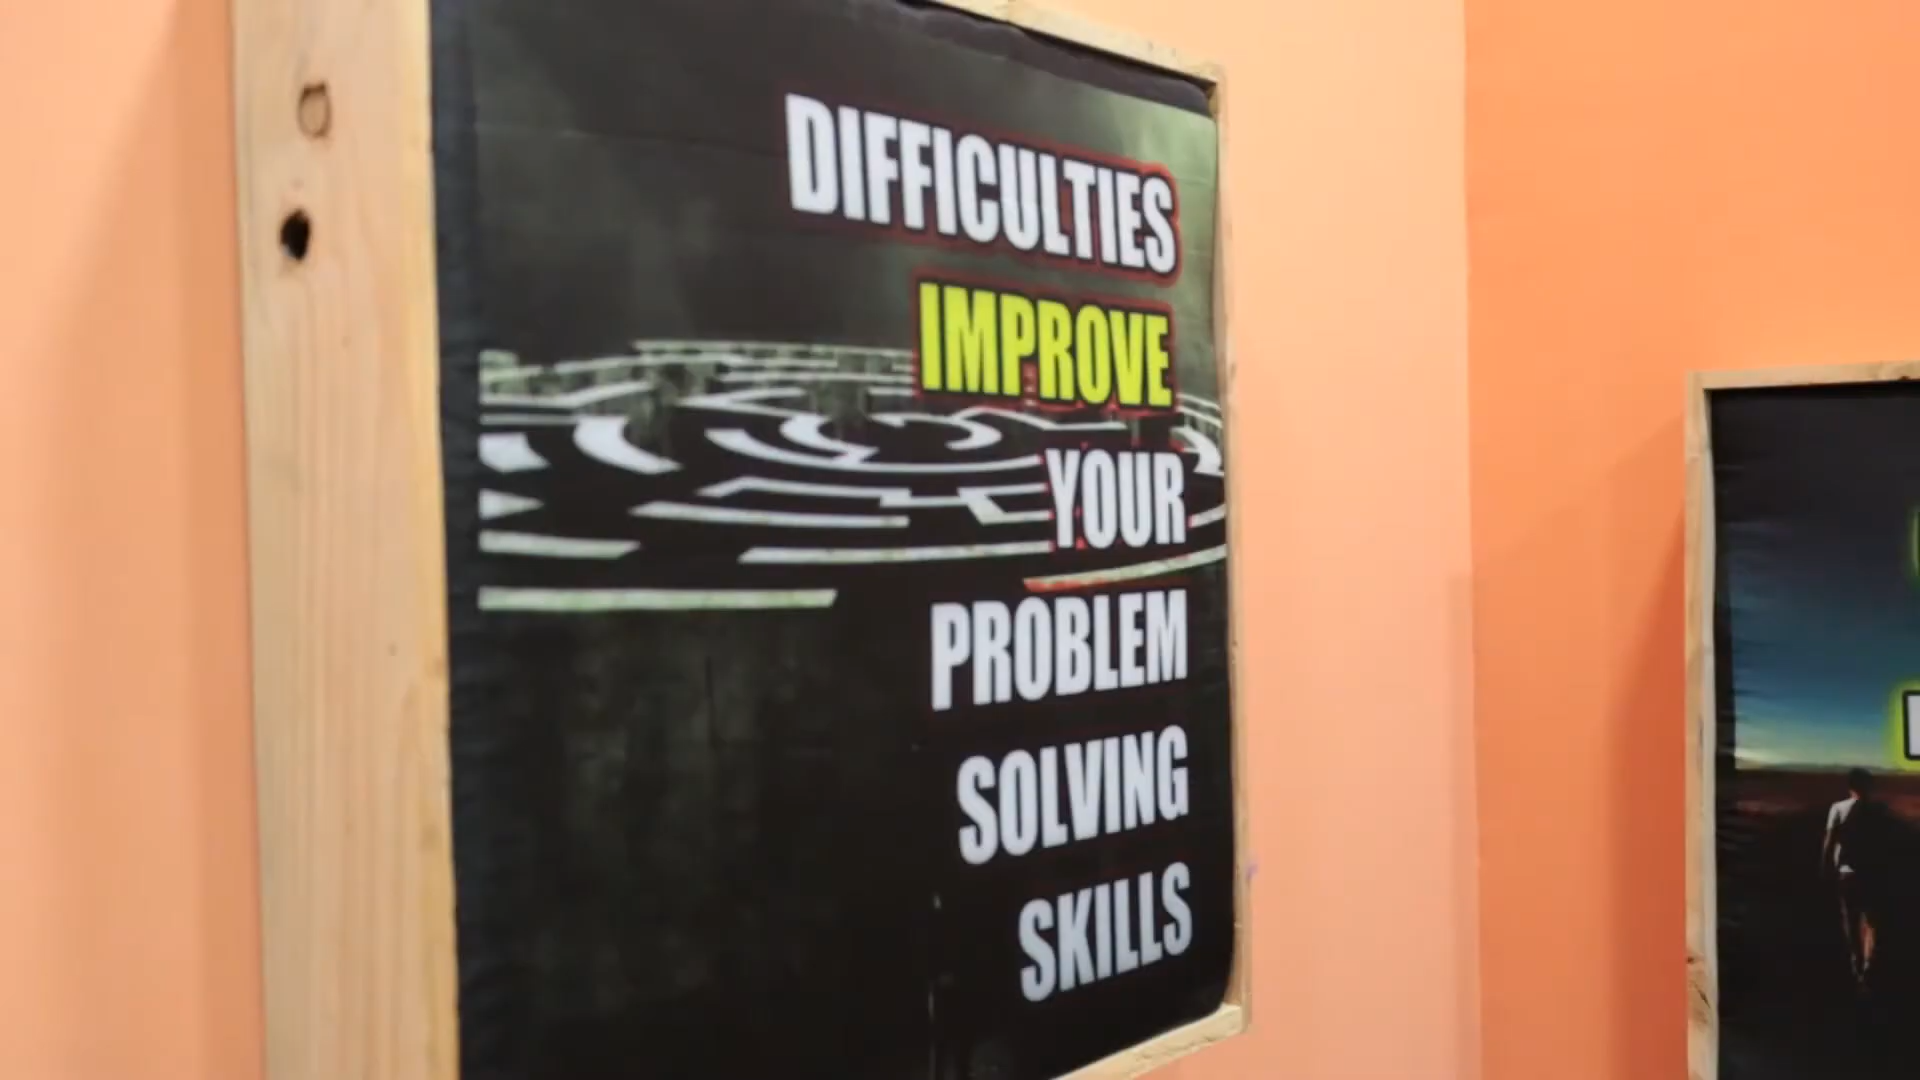 DIFFICULTIES
IMPROVE
YOUR
PROBLEM
SOLVING
SKILLS